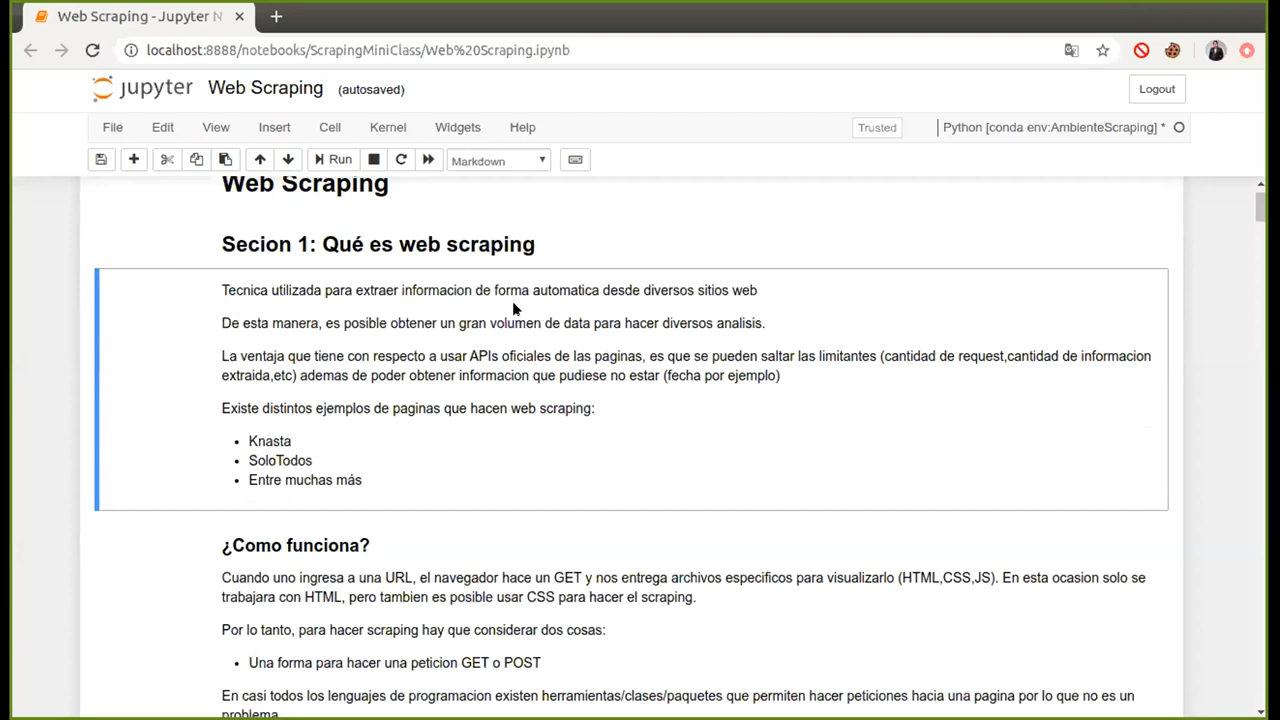 Web Scraping - Jupyter N
localhost:8888/notebooks/ScrapingMiniClass/Web%20Scraping.ipynb
jupyter Web Scraping (autosaved) Logout
File Edit View Insert Cell Kernel Widgets Help Trusted Python [conda env:AmbienteScraping] *
Run Markdown
Web Scraping
Secion 1: Qué es web scraping
Tecnica utilizada para extraer informacion de forma automatica desde diversos sitios web
De esta manera, es posible obtener un gran volumen de data para hacer diversos analisis.
La ventaja que tiene con respecto a usar APIs oficiales de las paginas, es que se pueden saltar las limitantes (cantidad de request,cantidad de informacion
extraida,etc) ademas de poder obtener informacion que pudiese no estar (fecha por ejemplo)
Existe distintos ejemplos de paginas que hacen web scraping:
• Knasta
• SoloTodos
• Entre muchas más
¿Como funciona?
Cuando uno ingresa a una URL, el navegador hace un GET y nos entrega archivos especificos para visualizarlo (HTML,CSS,JS). En esta ocasion solo se
trabajara con HTML, pero tambien es posible usar CSS para hacer el scraping.
Por lo tanto, para hacer scraping hay que considerar dos cosas:
• Una forma para hacer una peticion GET o POST
En casi todos los lenguajes de programacion existen herramientas/clases/paquetes que permiten hacer peticiones hacia una pagina por lo que no es un
problema